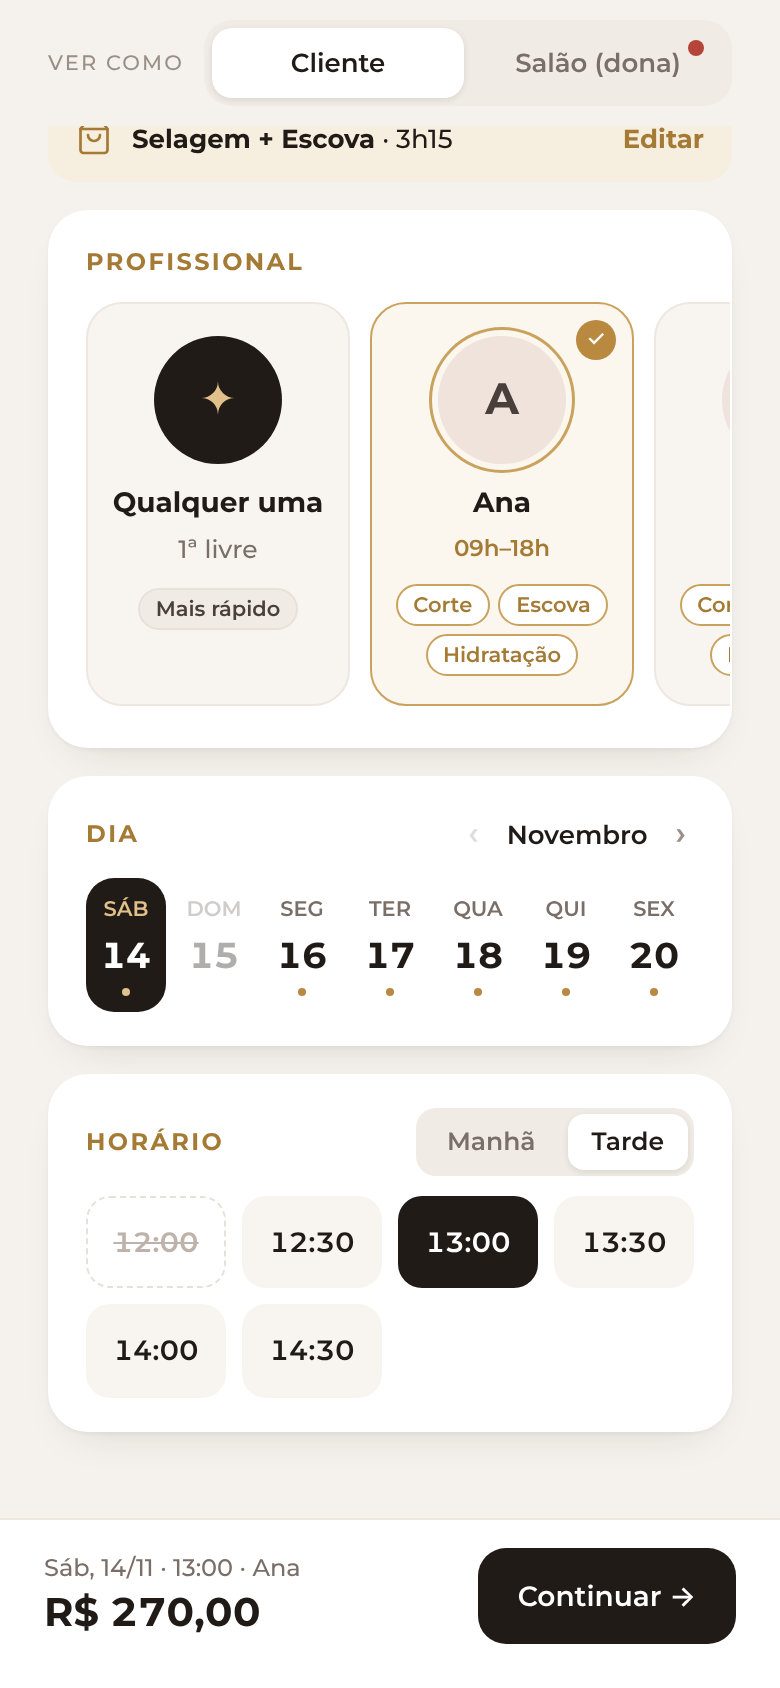 VER COMO
Cliente
Salão (dona)
Selagem + Escova · 3h15
Editar
PROFISSIONAL
A
Qualquer uma
1ª livre
Mais rápido
Ana
09h–18h
Corte
Escova
Hidratação
DIA
‹ Novembro ›
SÁB DOM SEG TER QUA QUI SEX
14 15 16 17 18 19 20
HORÁRIO
Manhã
Tarde
12:00 12:30 13:00 13:30
14:00 14:30
Sáb, 14/11 · 13:00 · Ana
R$ 270,00
Continuar →